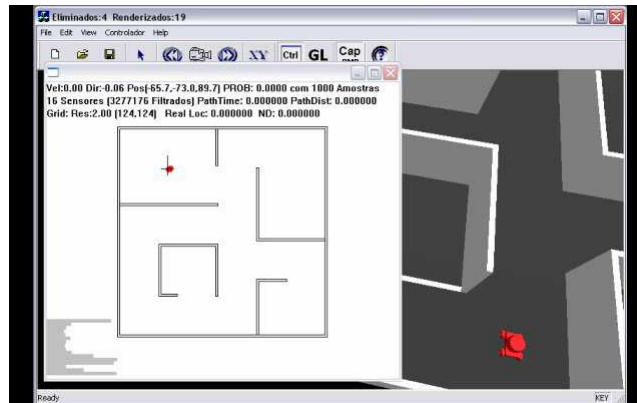 Eliminados:4 Renderizados:19
File Edit View Controlador Help
XY Ctrl GL Cap
Vel:0.00 Dir:-0.06 Pos(-65.7,-73.0,89.7) PROB: 0.0000 com 1000 Amostras
16 Sensores (3277176 Filtrados) PathTime: 0.000000 PathDist: 0.000000
Grid: Res:2.00 (124,124) Real Loc: 0.000000 ND: 0.000000
Ready KEY